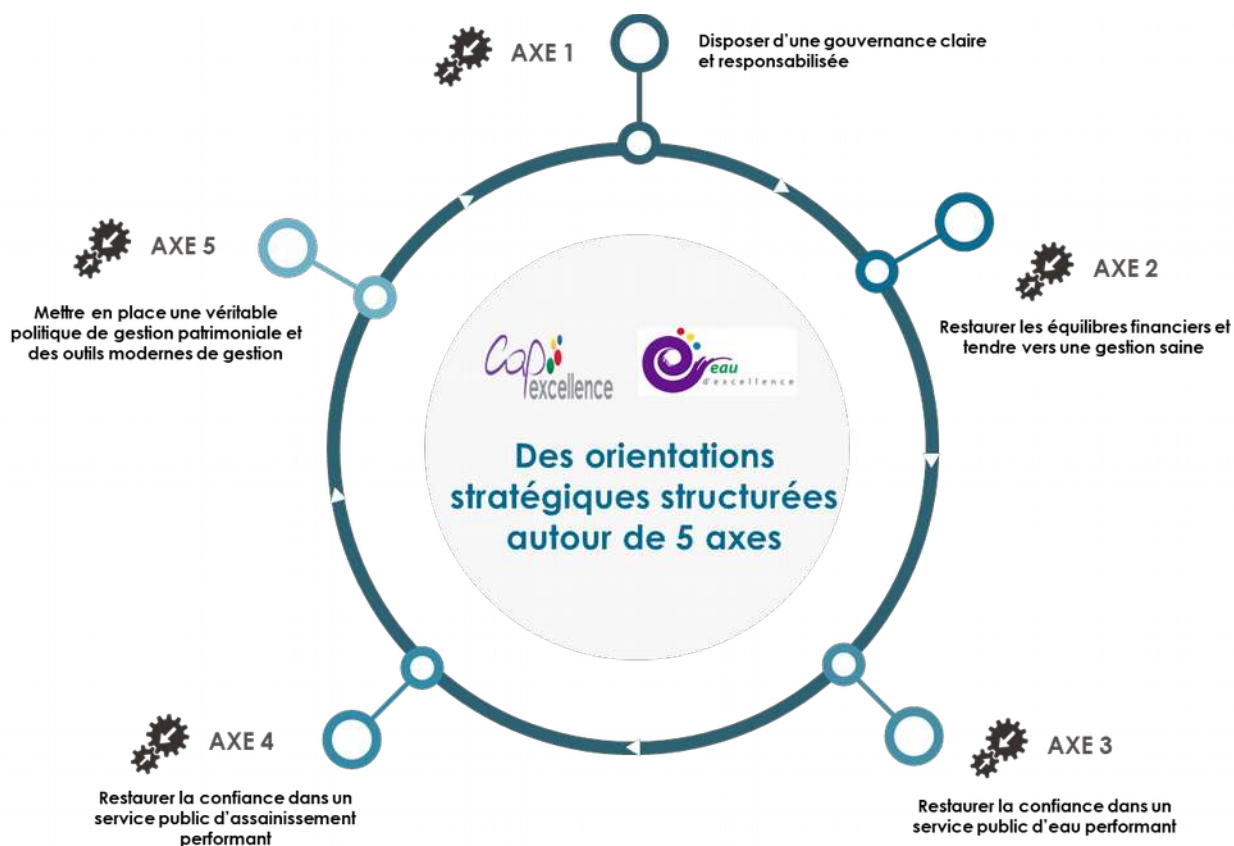 AXE 1
Disposer d'une gouvernance claire
et responsabilisée
AXE 2
Restaurer les équilibres financiers et
tendre vers une gestion saine
AXE 3
Restaurer la confiance dans un
service public d'eau performant
AXE 4
Restaurer la confiance dans un
service public d'assainissement
performant
AXE 5
Mettre en place une véritable
politique de gestion patrimoniale et
des outils modernes de gestion
Cap
excellence
eau
d'excellence
Des orientations
stratégiques structurées
autour de 5 axes